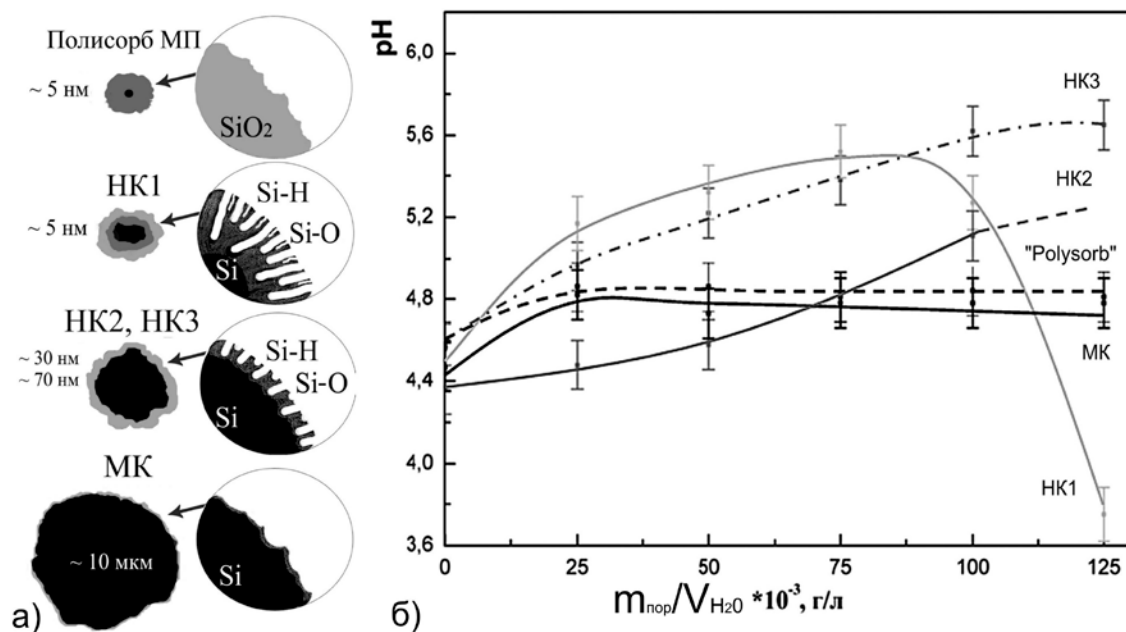 Полисорб МП
~ 5 нм
SiO₂
НК1
Si-H
~ 5 нм
Si-O
Si
НК2, НК3
~ 30 нм
~ 70 нм
Si-H
Si-O
Si
МК
~ 10 мкм
Si
а)
pH
6,0
5,6
5,2
4,8
4,4
4,0
3,6
НК3
НК2
"Polysorb"
МК
НК1
0 25 50 75 100 125
б)
mпор/VH₂0 *10⁻³, г/л